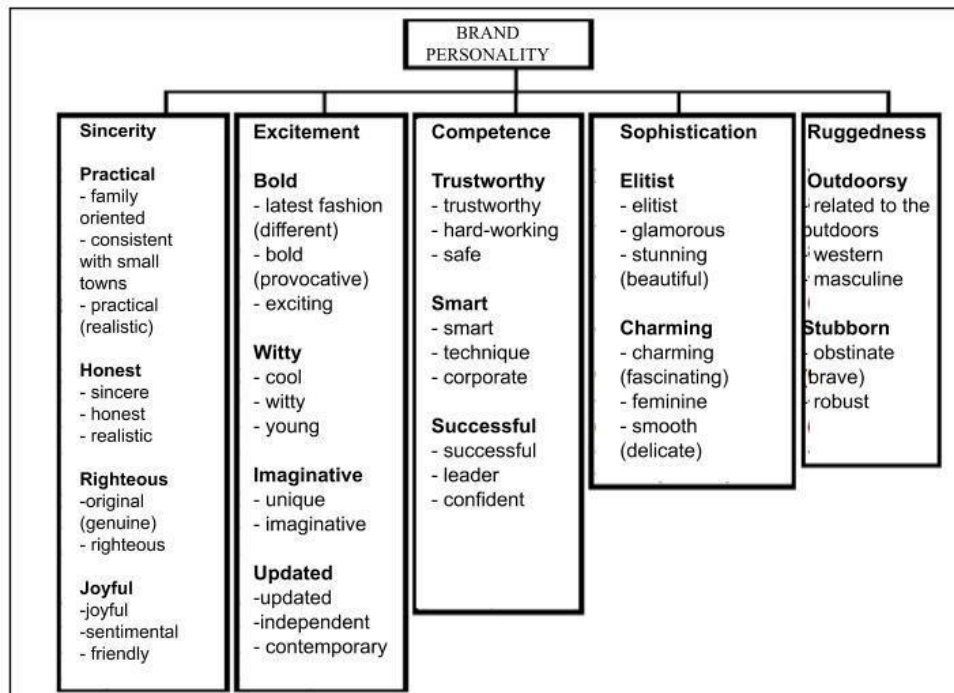 BRAND
PERSONALITY
Sincerity
Practical
- family
oriented
- consistent
with small
towns
- practical
(realistic)
Honest
- sincere
- honest
- realistic
Righteous
-original
(genuine)
- righteous
Joyful
-joyful
-sentimental
- friendly
Excitement
Bold
- latest fashion
(different)
- bold
(provocative)
- exciting
Witty
- cool
- witty
- young
Imaginative
- unique
- imaginative
Updated
-updated
-independent
- contemporary
Competence
Trustworthy
- trustworthy
- hard-working
- safe
Smart
- smart
- technique
- corporate
Successful
- successful
- leader
- confident
Sophistication
Elitist
- elitist
- glamorous
- stunning
(beautiful)
Charming
- charming
(fascinating)
- feminine
- smooth
(delicate)
Ruggedness
Outdoorsy
- related to the
outdoors
- western
- masculine
Stubborn
- obstinate
(brave)
- robust